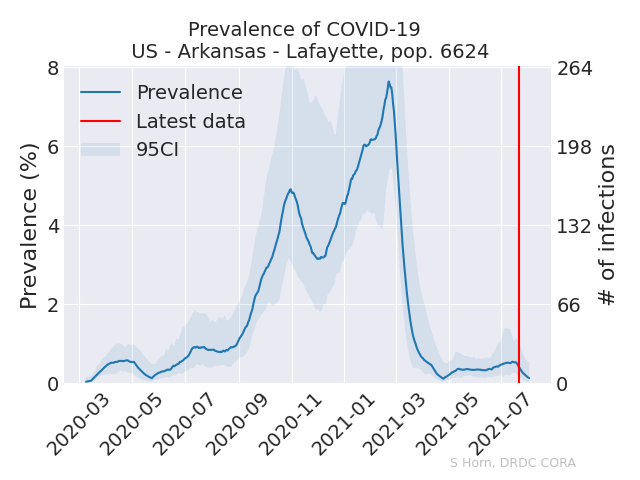 Prevalence of COVID-19
US - Arkansas - Lafayette, pop. 6624
Prevalence
Latest data
95CI
Prevalence (%)
8
6
4
2
0
264
198
132
66
0
# of infections
2020-03
2020-05
2020-07
2020-09
2020-11
2021-01
2021-03
2021-05
2021-07
S Horn, DRDC CORA